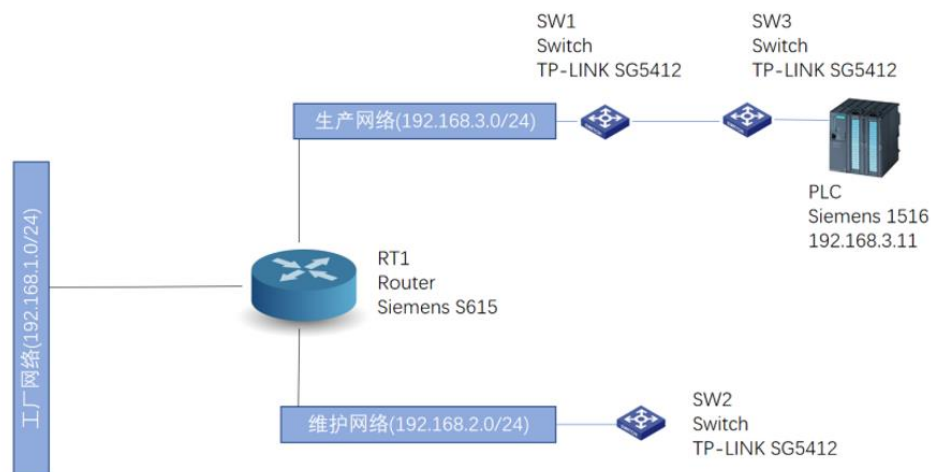 SW1
Switch
TP-LINK SG5412
SW3
Switch
TP-LINK SG5412
生产网络(192.168.3.0/24)
PLC
Siemens 1516
192.168.3.11
工厂网络(192.168.1.0/24)
RT1
Router
Siemens S615
维护网络(192.168.2.0/24)
SW2
Switch
TP-LINK SG5412